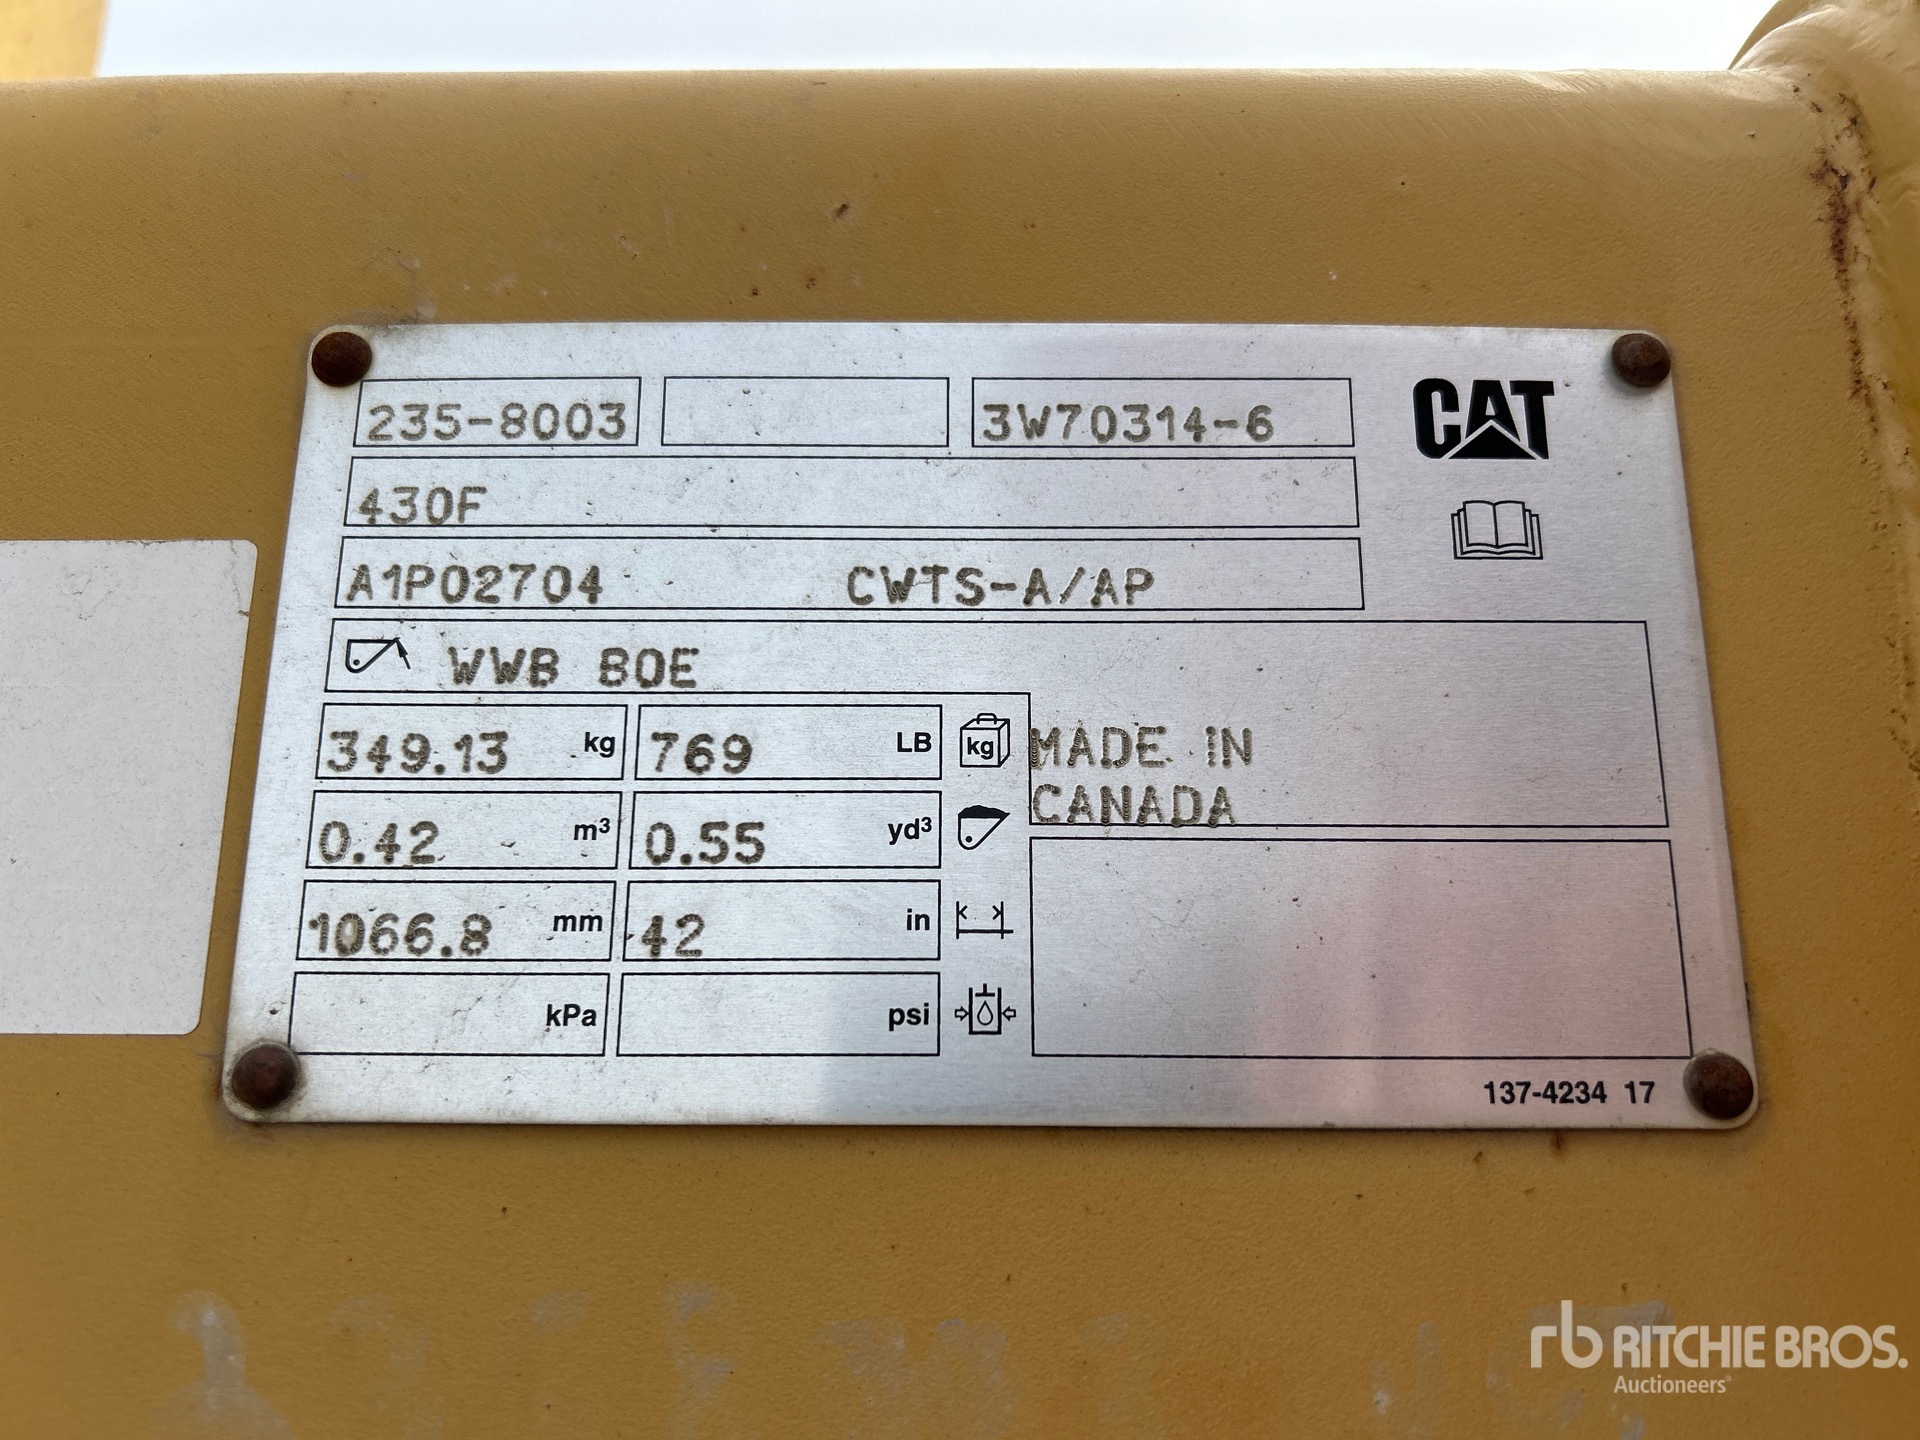 235-8003 3W70314-6 CAT
430F
A1P02704 CWTS-A/AP
WWB BOE
349.13 kg 769 LB kg MADE IN
CANADA
0.42 m³ 0.55 yd³
1066.8 mm 42 in
kPa psi
137-4234 17
rb RITCHIE BROS.
Auctioneers